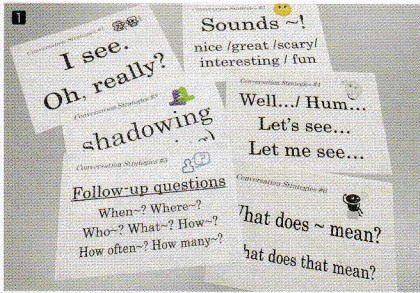 1
Conversation Strategies #1
I see.
Oh, really?
Conversation Strategies
Sounds ~!
nice /great /scary/
interesting / fun
Conversation Strategies
shadowing
Conversation Strategies #4
Well.../ Hum...
Let's see...
Let me see...
Conversation Strategies #5
Follow-up questions
When~? Where~?
Who~? What~? How~?
How often~? How many~?
Conversation Strategies #6
What does ~ mean?
hat does that mean?